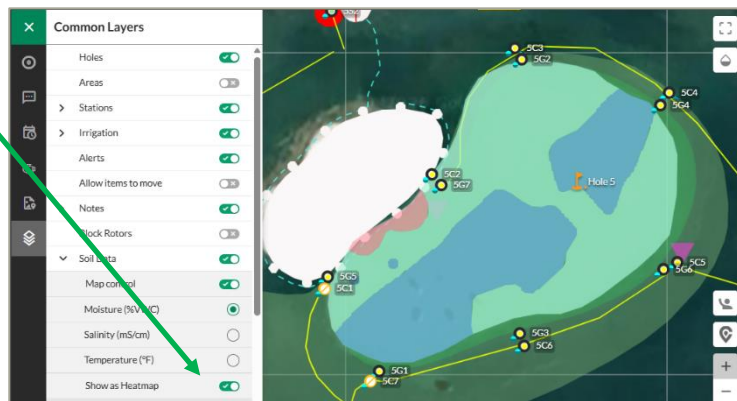 Common Layers
Holes
Areas
Stations
Irrigation
Alerts
Allow items to move
Notes
Block Rotors
Soil Data
Map control
Moisture (%VWC)
Salinity (mS/cm)
Temperature (°F)
Show as Heatmap
5C3
5G2
5C4
5G4
Hole 5
5C2
5G7
5C5
5G6
5G5
5C1
5G3
5C6
5G1
5C7